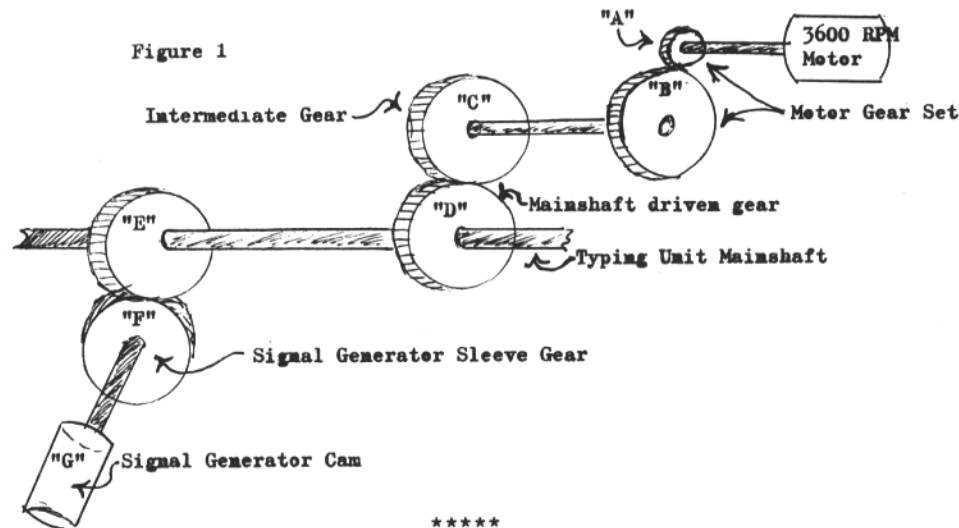 Figure 1
"A"
3600 RPM
Motor
Intermediate Gear
"C"
"B"
Motor Gear Set
"E"
"D"
Mainshaft driven gear
Typing Unit Mainshaft
"F"
Signal Generator Sleeve Gear
"G"
Signal Generator Cam
*****